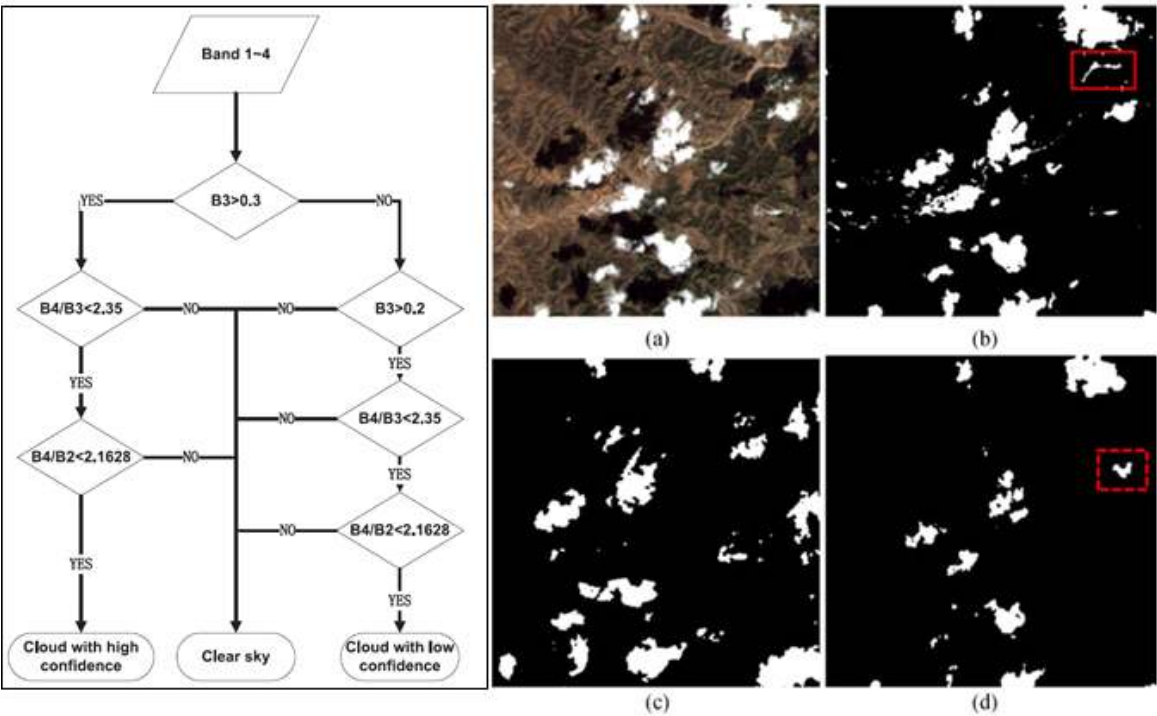 Band 1~4
B3>0.3
YES
NO
B4/B3<2.35
NO
NO
B3>0.2
YES
YES
B4/B3<2.35
NO
B4/B2<2.1628
NO
YES
B4/B2<2.1628
NO
YES
YES
Cloud with high
confidence
Clear sky
Cloud with low
confidence
(a)
(b)
(c)
(d)